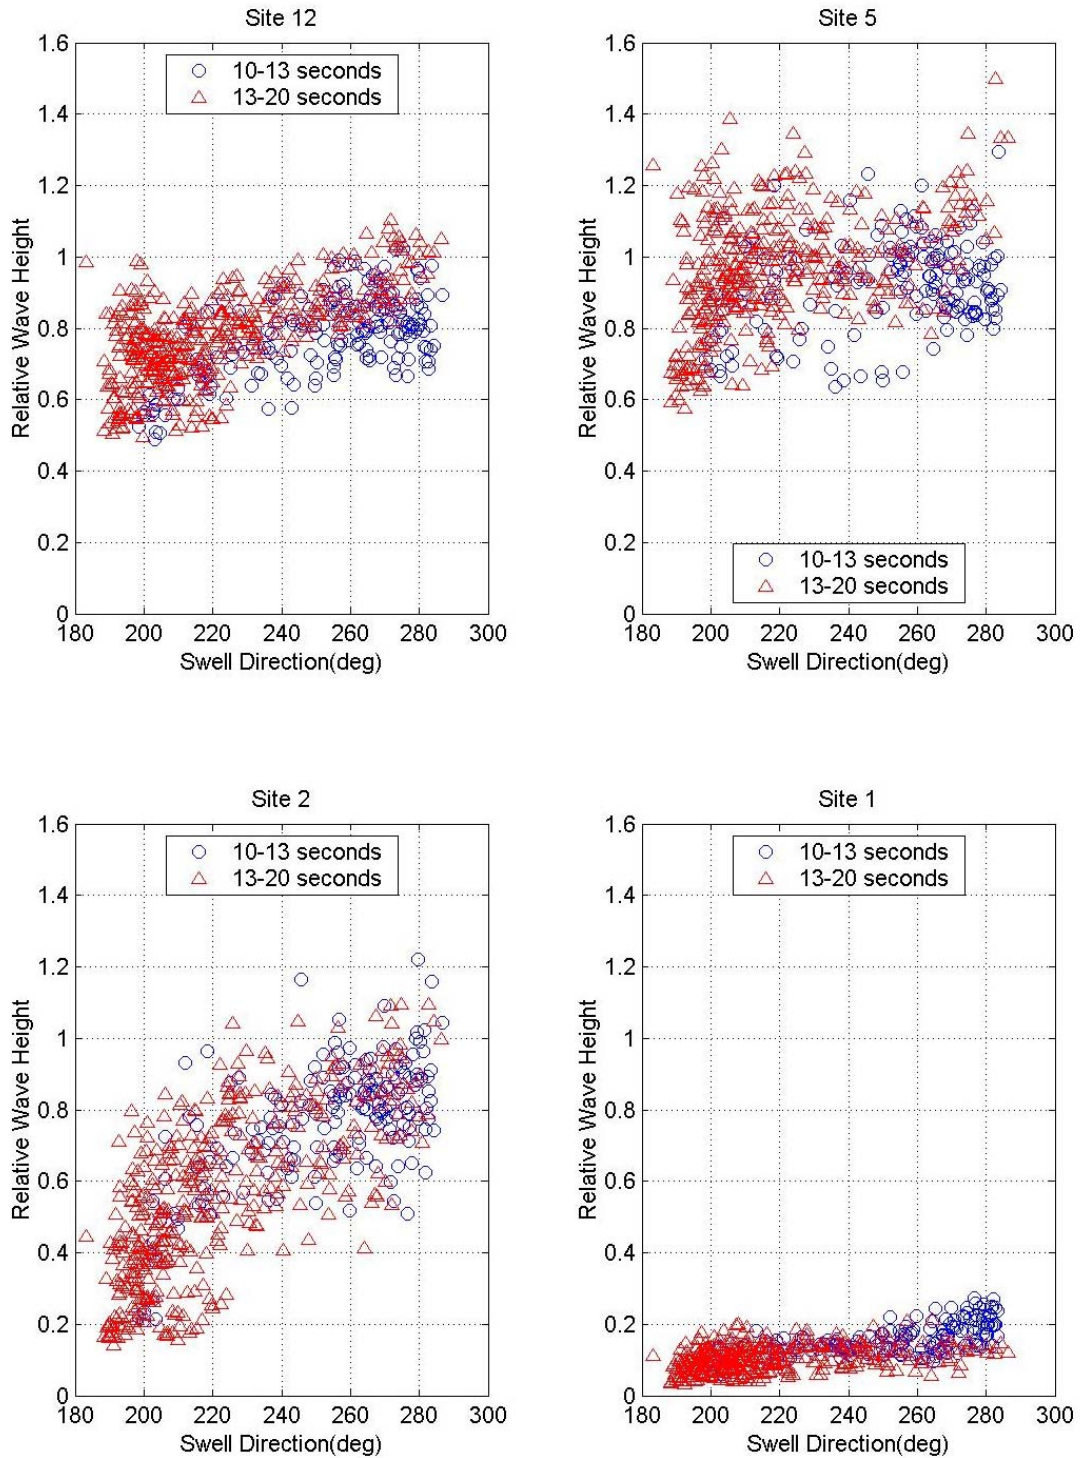 Site 12
1.6
1.4
1.2
1
0.8
0.6
0.4
0.2
0
Relative Wave Height
10-13 seconds
13-20 seconds
180 200 220 240 260 280 300
Swell Direction(deg)
Site 5
1.6
1.4
1.2
1
0.8
0.6
0.4
0.2
0
Relative Wave Height
10-13 seconds
13-20 seconds
180 200 220 240 260 280 300
Swell Direction(deg)
Site 2
1.6
1.4
1.2
1
0.8
0.6
0.4
0.2
0
Relative Wave Height
10-13 seconds
13-20 seconds
180 200 220 240 260 280 300
Swell Direction(deg)
Site 1
1.6
1.4
1.2
1
0.8
0.6
0.4
0.2
0
Relative Wave Height
10-13 seconds
13-20 seconds
180 200 220 240 260 280 300
Swell Direction(deg)